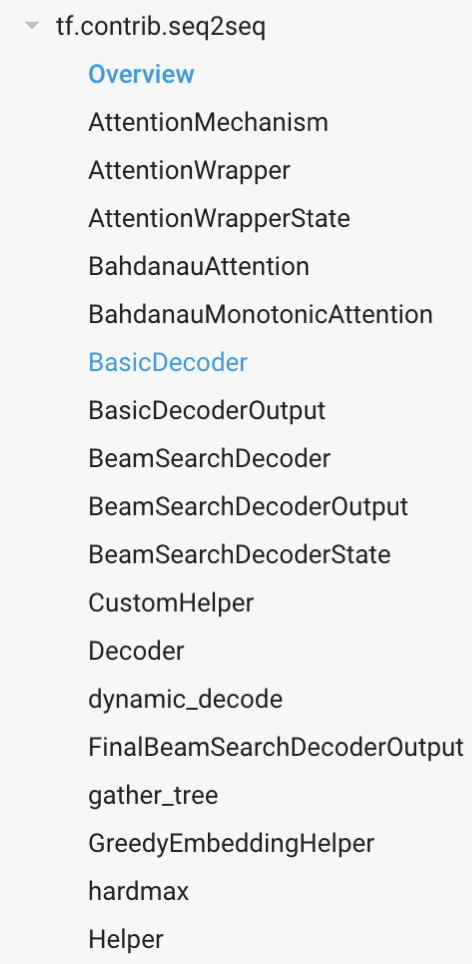 tf.contrib.seq2seq
Overview
AttentionMechanism
AttentionWrapper
AttentionWrapperState
BahdanauAttention
BahdanauMonotonicAttention
BasicDecoder
BasicDecoderOutput
BeamSearchDecoder
BeamSearchDecoderOutput
BeamSearchDecoderState
CustomHelper
Decoder
dynamic_decode
FinalBeamSearchDecoderOutput
gather_tree
GreedyEmbeddingHelper
hardmax
Helper